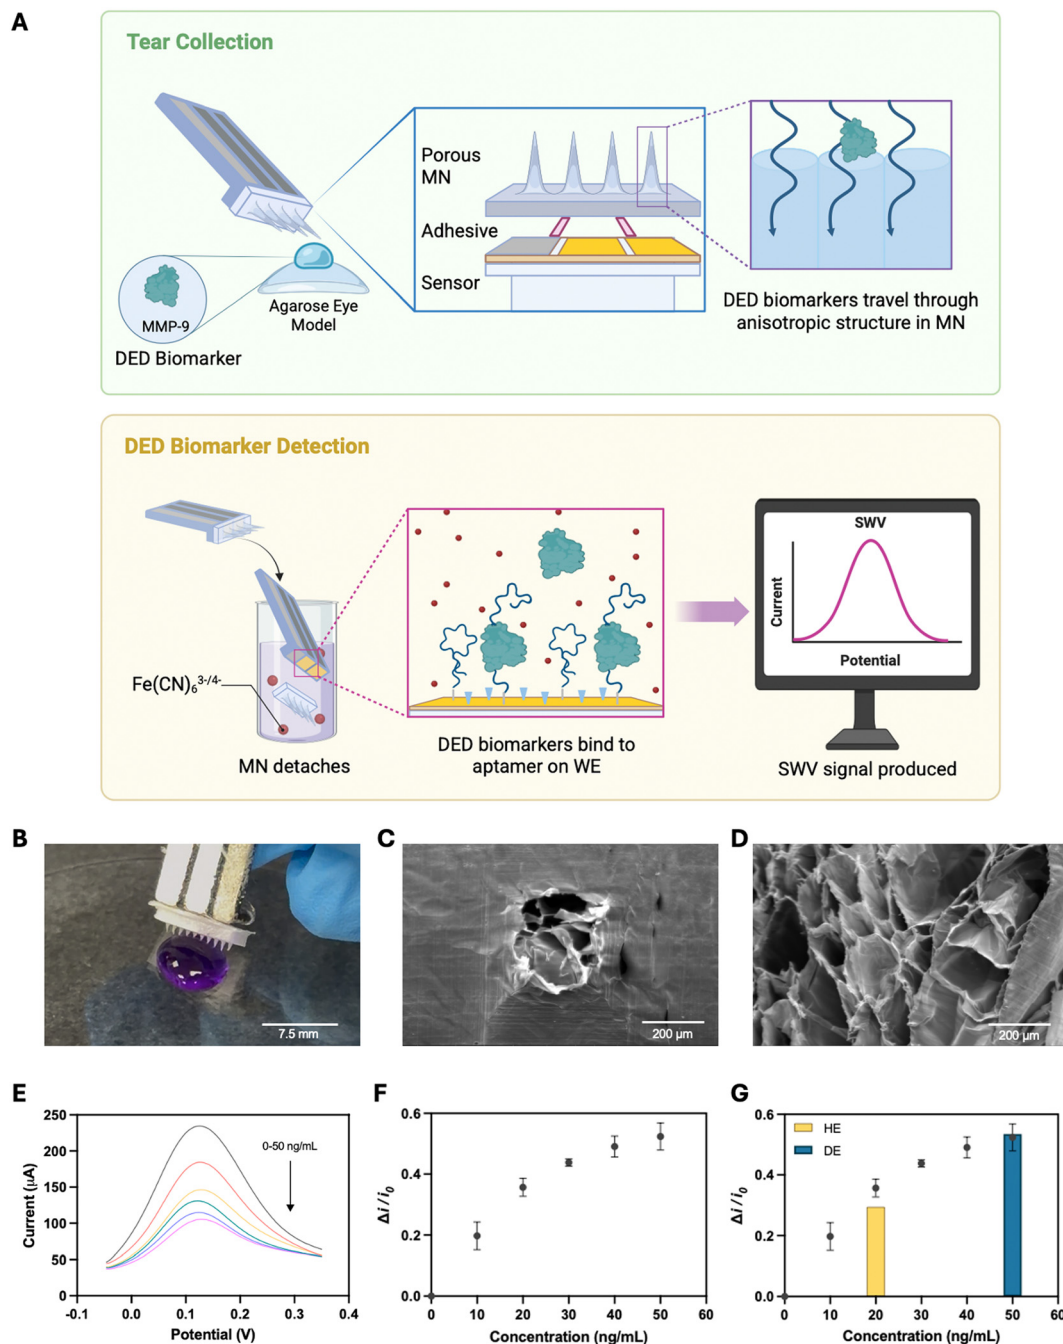 A
Tear Collection
Porous
MN
Adhesive
Sensor
MMP-9
DED Biomarker
Agarose Eye
Model
DED biomarkers travel through
anisotropic structure in MN
DED Biomarker Detection
Fe(CN)₆³⁻/⁴⁻
MN detaches
DED biomarkers bind to
aptamer on WE
SWV
Current
Potential
SWV signal produced
B
7.5 mm
C
200 µm
D
200 µm
E
250
200
150
100
50
0
Current (µA)
0-50 ng/mL
-0.1
0.0
0.1
0.2
0.3
0.4
Potential (V)
F
0.6
0.4
0.2
0.0
Δi / i₀
0
10
20
30
40
50
60
Concentration (ng/mL)
G
0.6
0.4
0.2
0.0
Δi / i₀
HE
DE
0
10
20
30
40
50
60
Concentration (ng/mL)